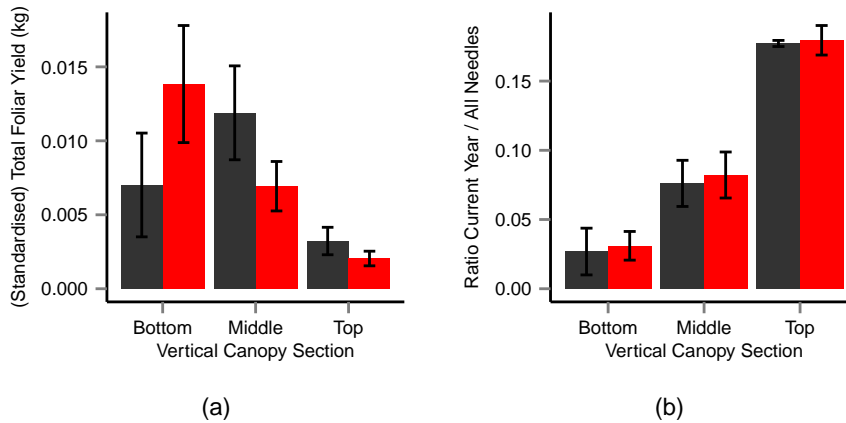 (Standardised) Total Foliar Yield (kg)
0.015
0.010
0.005
0.000
Bottom Middle Top
Vertical Canopy Section
(a)
Ratio Current Year / All Needles
0.15
0.10
0.05
0.00
Bottom Middle Top
Vertical Canopy Section
(b)